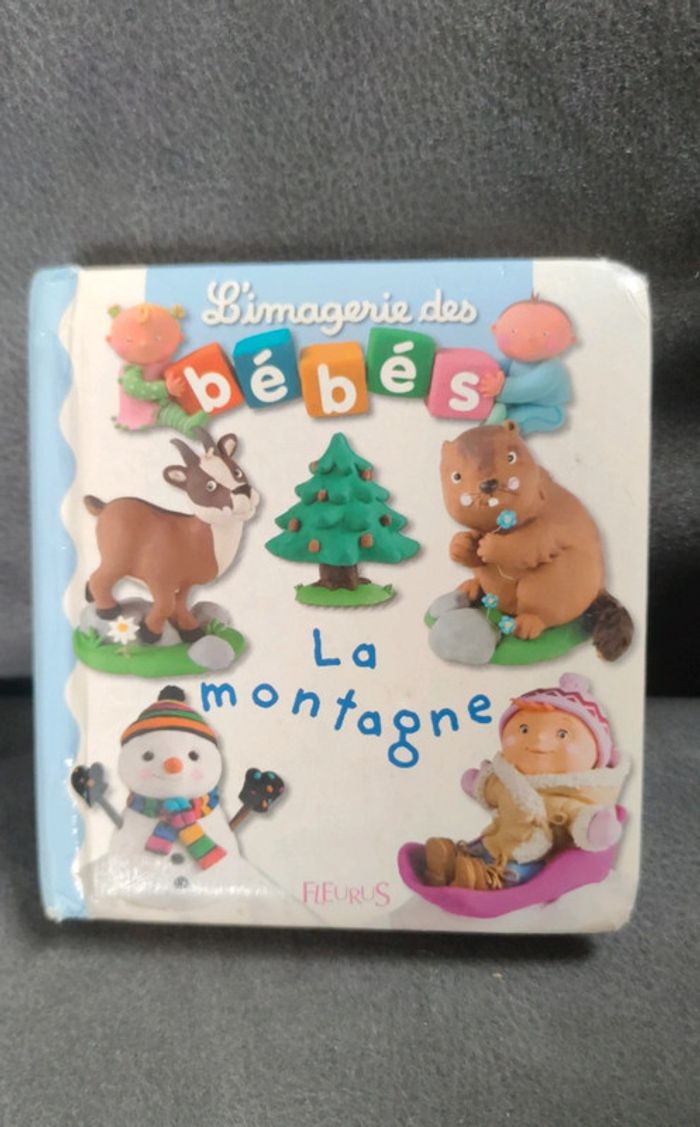 L'imagerie des
bébés
La
montagne
FLEURUS